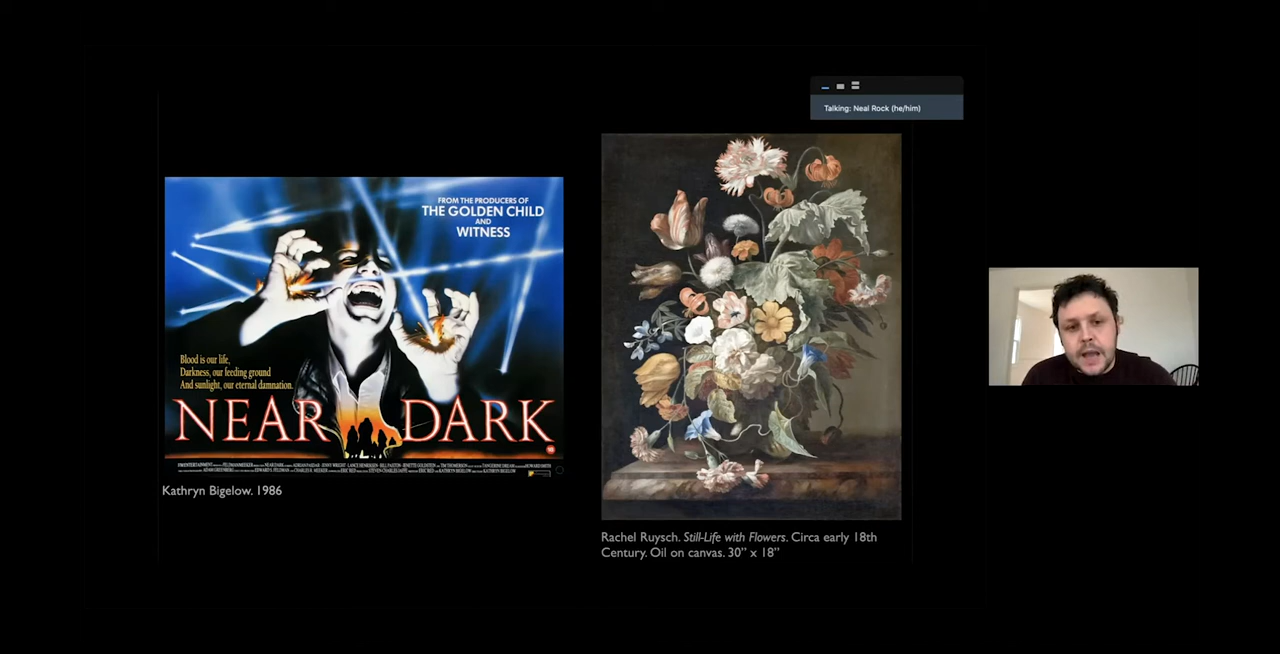 Talking: Neal Rock (he/him)
FROM THE PRODUCERS OF
THE GOLDEN CHILD
AND
WITNESS
Blood is our life,
Darkness, our feeding ground
And sunlight, our eternal damnation.
NEAR DARK
Kathryn Bigelow. 1986
Rachel Ruysch. Still-Life with Flowers. Circa early 18th
Century. Oil on canvas. 30” x 18”